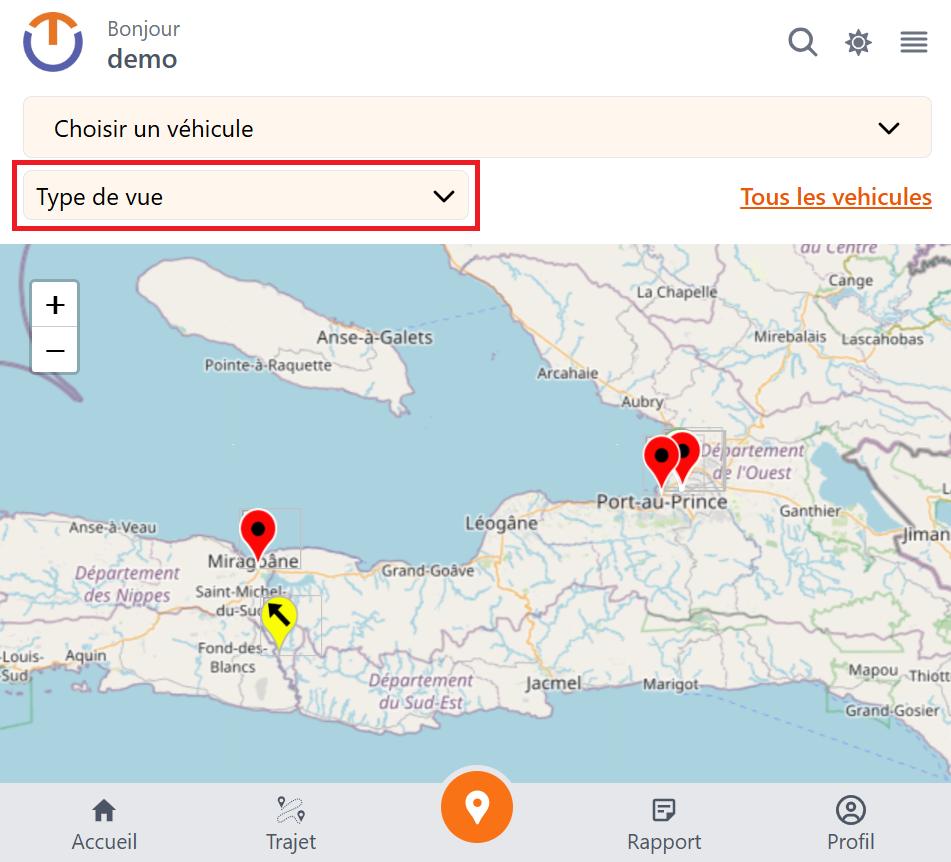 Bonjour
demo
Choisir un véhicule
Type de vue
Tous les vehicules
+
−
du Centre
Cange
La Chapelle
Mirebalais
Lascahobas
Anse-à-Galets
Pointe-à-Raquette
Arcahaie
Aubry
Département
de l'Ouest
Port-au-Prince
Ganthier
Léogâne
Jiman
Anse-à-Veau
Miragoâne
Grand-Goâve
Département
des Nippes
Saint-Michel-
du-Sud
Fond-des-
Blancs
-Louis-
Sud
Aquin
Département
du Sud-Est
Jacmel
Marigot
Mapou
Thiott
Grand-Gosier
Accueil
Trajet
Rapport
Profil